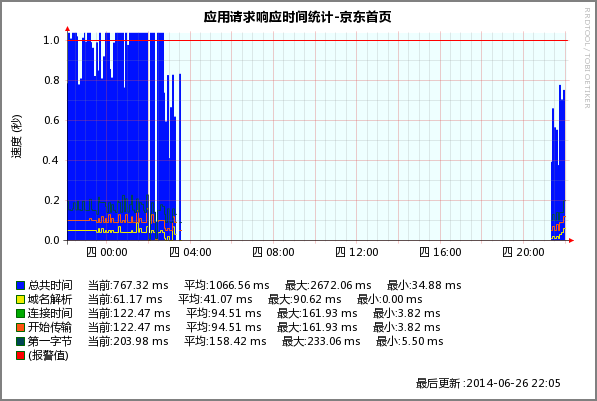 应用请求响应时间统计-京东首页
RRDTOOL / TOBI OETIKER
速度 (秒)
1.0
0.8
0.6
0.4
0.2
0.0
四 00:00 四 04:00 四 08:00 四 12:00 四 16:00 四 20:00
总共时间 当前:767.32 ms 平均:1066.56 ms 最大:2672.06 ms 最小:34.88 ms
域名解析 当前:61.17 ms 平均:41.07 ms 最大:90.62 ms 最小:0.00 ms
连接时间 当前:122.47 ms 平均:94.51 ms 最大:161.93 ms 最小:3.82 ms
开始传输 当前:122.47 ms 平均:94.51 ms 最大:161.93 ms 最小:3.82 ms
第一字节 当前:203.98 ms 平均:158.42 ms 最大:233.06 ms 最小:5.50 ms
(报警值)
最后更新 :2014-06-26 22:05